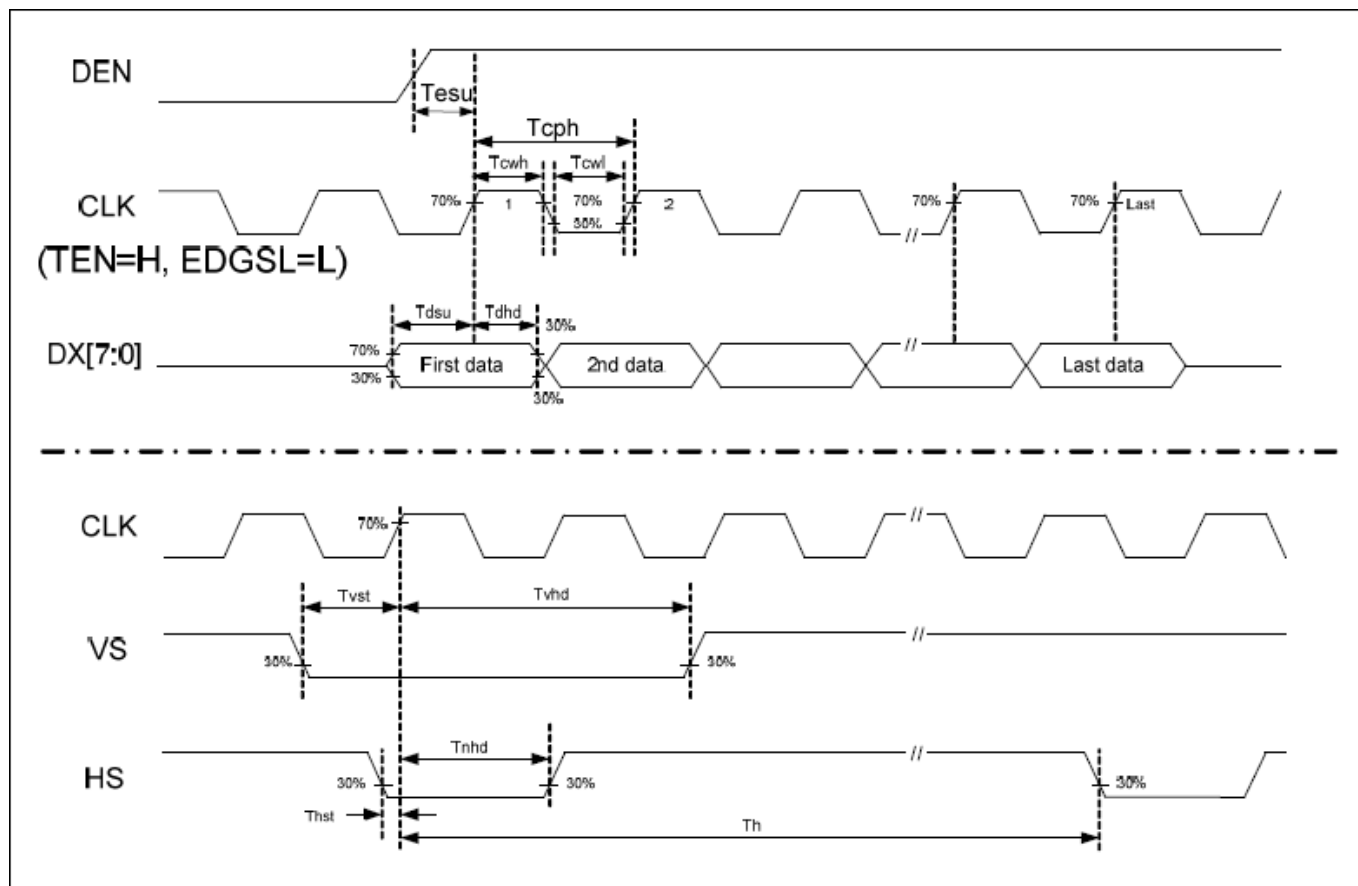 DEN
Tesu
Tcph
Tcwh
Tcwl
CLK
70%
1
70%
30%
2
70%
70%
Last
//
(TEN=H, EDGSL=L)
Tdsu
Tdhd
30%
DX[7:0]
70%
30%
First data
2nd data
//
Last data
30%
CLK
70%
//
Tvst
Tvhd
VS
30%
30%
//
HS
Tnhd
30%
30%
//
30%
Thst
Th